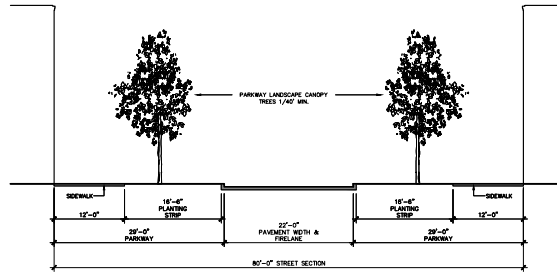 PARKWAY LANDSCAPE CANOPY
TREES 1/40' MIN.
SIDEWALK
SIDEWALK
16'-6"
PLANTING
STRIP
16'-6"
PLANTING
STRIP
12'-0"
12'-0"
22'-0"
PAVEMENT WIDTH &
FIRELANE
29'-0"
PARKWAY
29'-0"
PARKWAY
80'-0" STREET SECTION